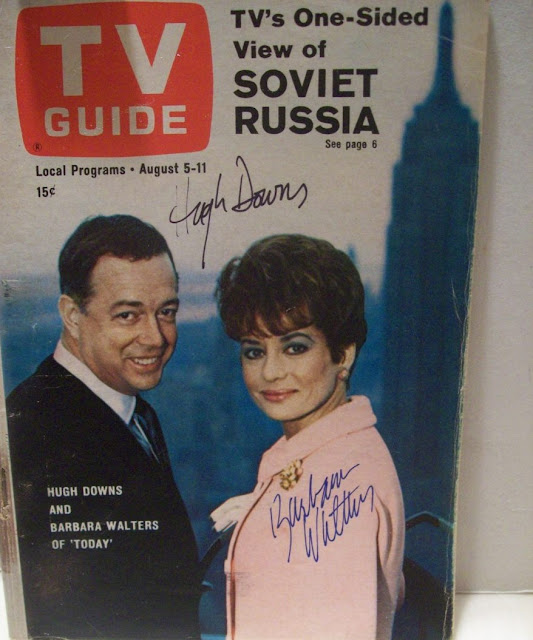 TV
GUIDE
®
TV's One-Sided
View of
SOVIET
RUSSIA
See page 6
Local Programs • August 5-11
15¢
Hugh Downs
HUGH DOWNS
AND
BARBARA WALTERS
OF 'TODAY'
Barbara
Walters